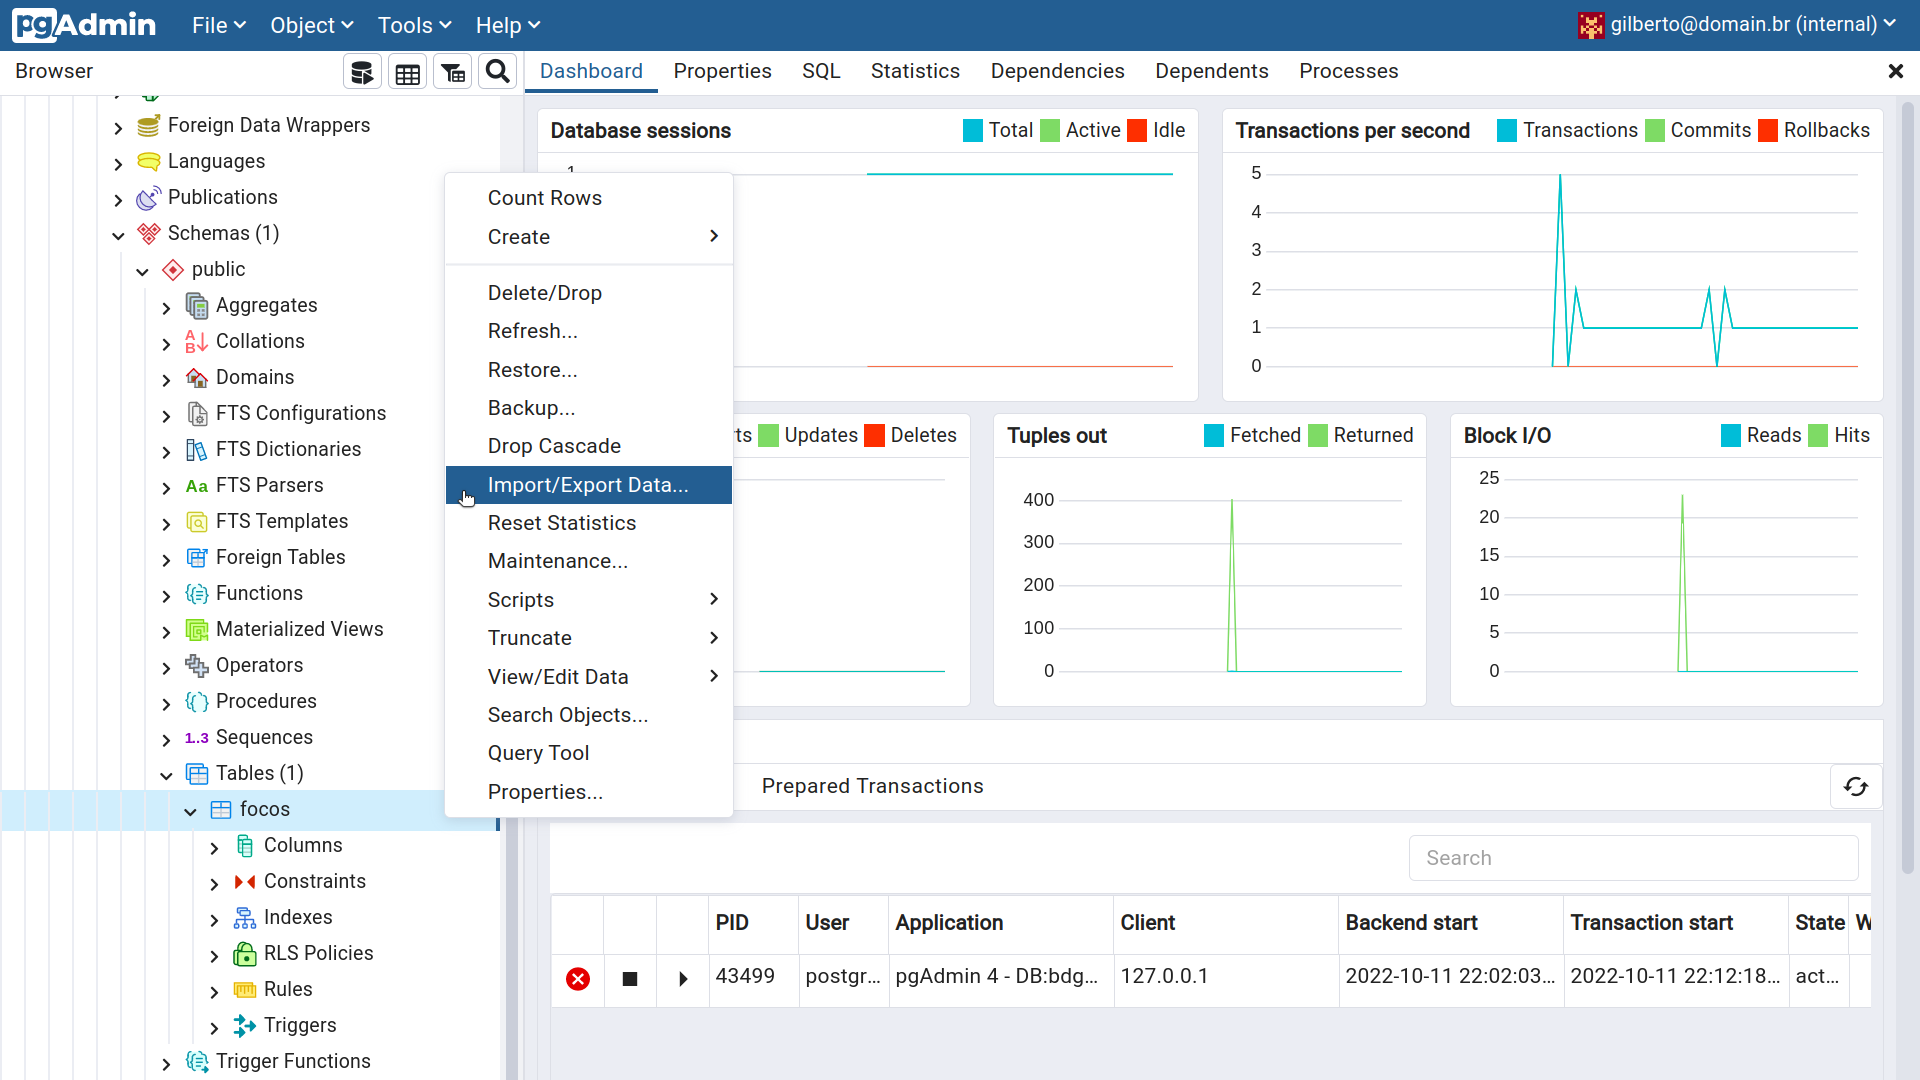 pgAdmin File Object Tools Help gilberto@domain.br (internal)
Browser
Dashboard Properties SQL Statistics Dependencies Dependents Processes
Foreign Data Wrappers
Languages
Publications
Schemas (1)
public
Aggregates
Collations
Domains
FTS Configurations
FTS Dictionaries
Aa FTS Parsers
FTS Templates
Foreign Tables
Functions
Materialized Views
Operators
Procedures
1..3 Sequences
Tables (1)
focos
Columns
Constraints
Indexes
RLS Policies
Rules
Triggers
Trigger Functions
Count Rows
Create
Delete/Drop
Refresh...
Restore...
Backup...
Drop Cascade
Import/Export Data...
Reset Statistics
Maintenance...
Scripts
Truncate
View/Edit Data
Search Objects...
Query Tool
Properties...
Database sessions Total Active Idle
1
Transactions per second Transactions Commits Rollbacks
5
4
3
2
1
0
ts Updates Deletes
Tuples out Fetched Returned
400
300
200
100
0
Block I/O Reads Hits
25
20
15
10
5
0
Prepared Transactions
Search
PID User Application Client Backend start Transaction start State W
43499 postgr... pgAdmin 4 - DB:bdg... 127.0.0.1 2022-10-11 22:02:03... 2022-10-11 22:12:18... act...